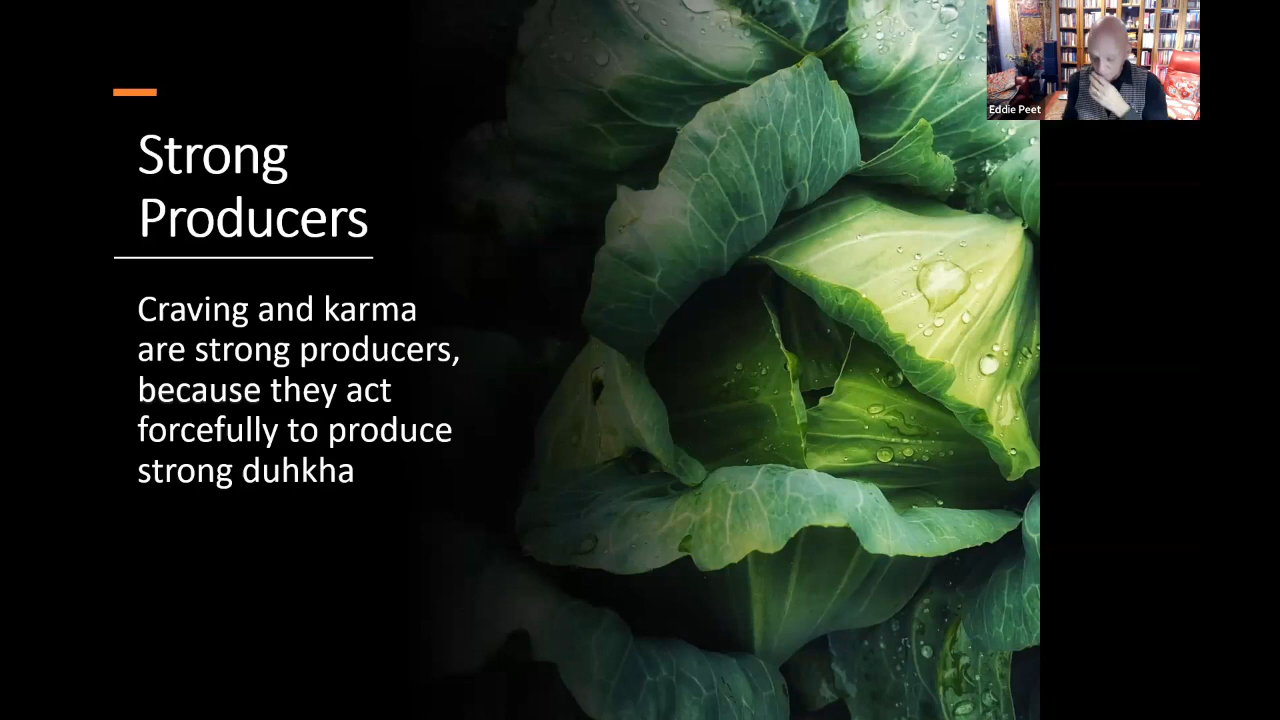 Strong
Producers
Craving and karma
are strong producers,
because they act
forcefully to produce
strong duhkha
Eddie Peet